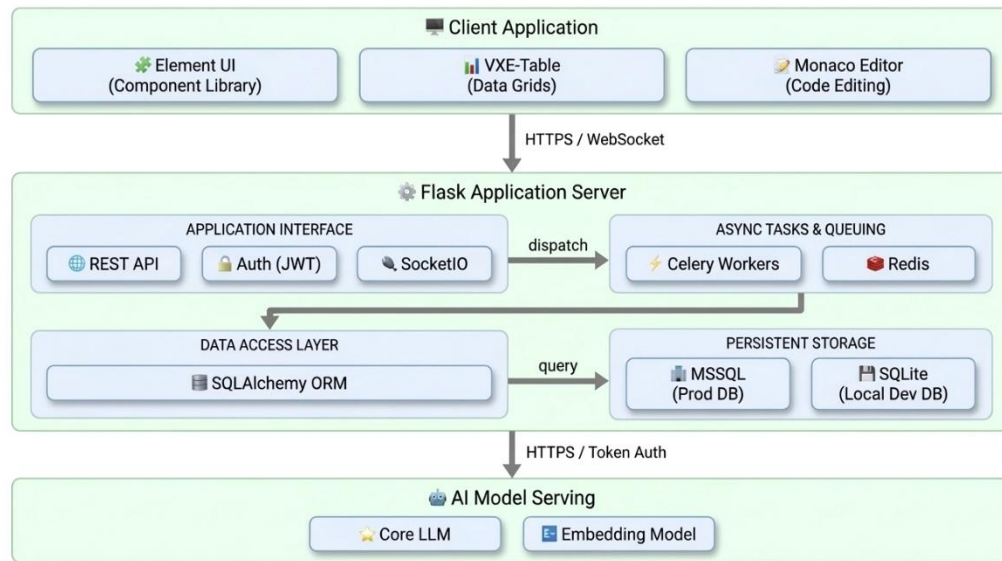 Client Application
Element UI
(Component Library)
VXE-Table
(Data Grids)
Monaco Editor
(Code Editing)
HTTPS / WebSocket
Flask Application Server
APPLICATION INTERFACE
REST API
Auth (JWT)
SocketIO
dispatch
ASYNC TASKS & QUEUING
Celery Workers
Redis
DATA ACCESS LAYER
SQLAlchemy ORM
query
PERSISTENT STORAGE
MSSQL
(Prod DB)
SQLite
(Local Dev DB)
HTTPS / Token Auth
AI Model Serving
Core LLM
Embedding Model